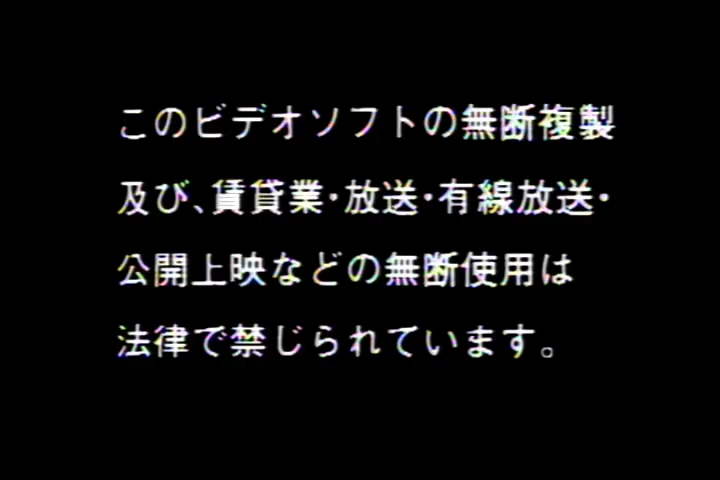 このビデオソフトの無断複製
及び、賃貸業・放送・有線放送・
公開上映などの無断使用は
法律で禁じられています。